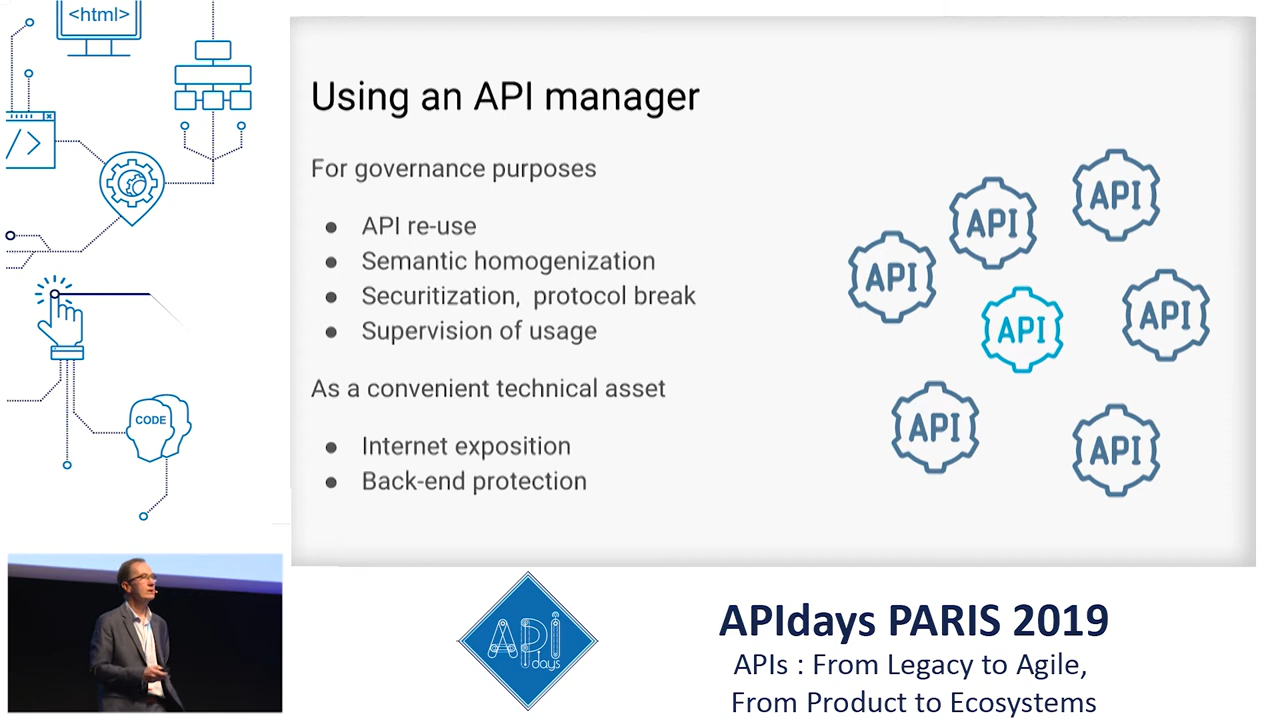 <html>
Using an API manager
For governance purposes
API re-use
Semantic homogenization
Securitization, protocol break
Supervision of usage
As a convenient technical asset
Internet exposition
Back-end protection
API
API
API
API
API
API
API
</>
CODE
API
days
APIdays PARIS 2019
APIs : From Legacy to Agile,
From Product to Ecosystems